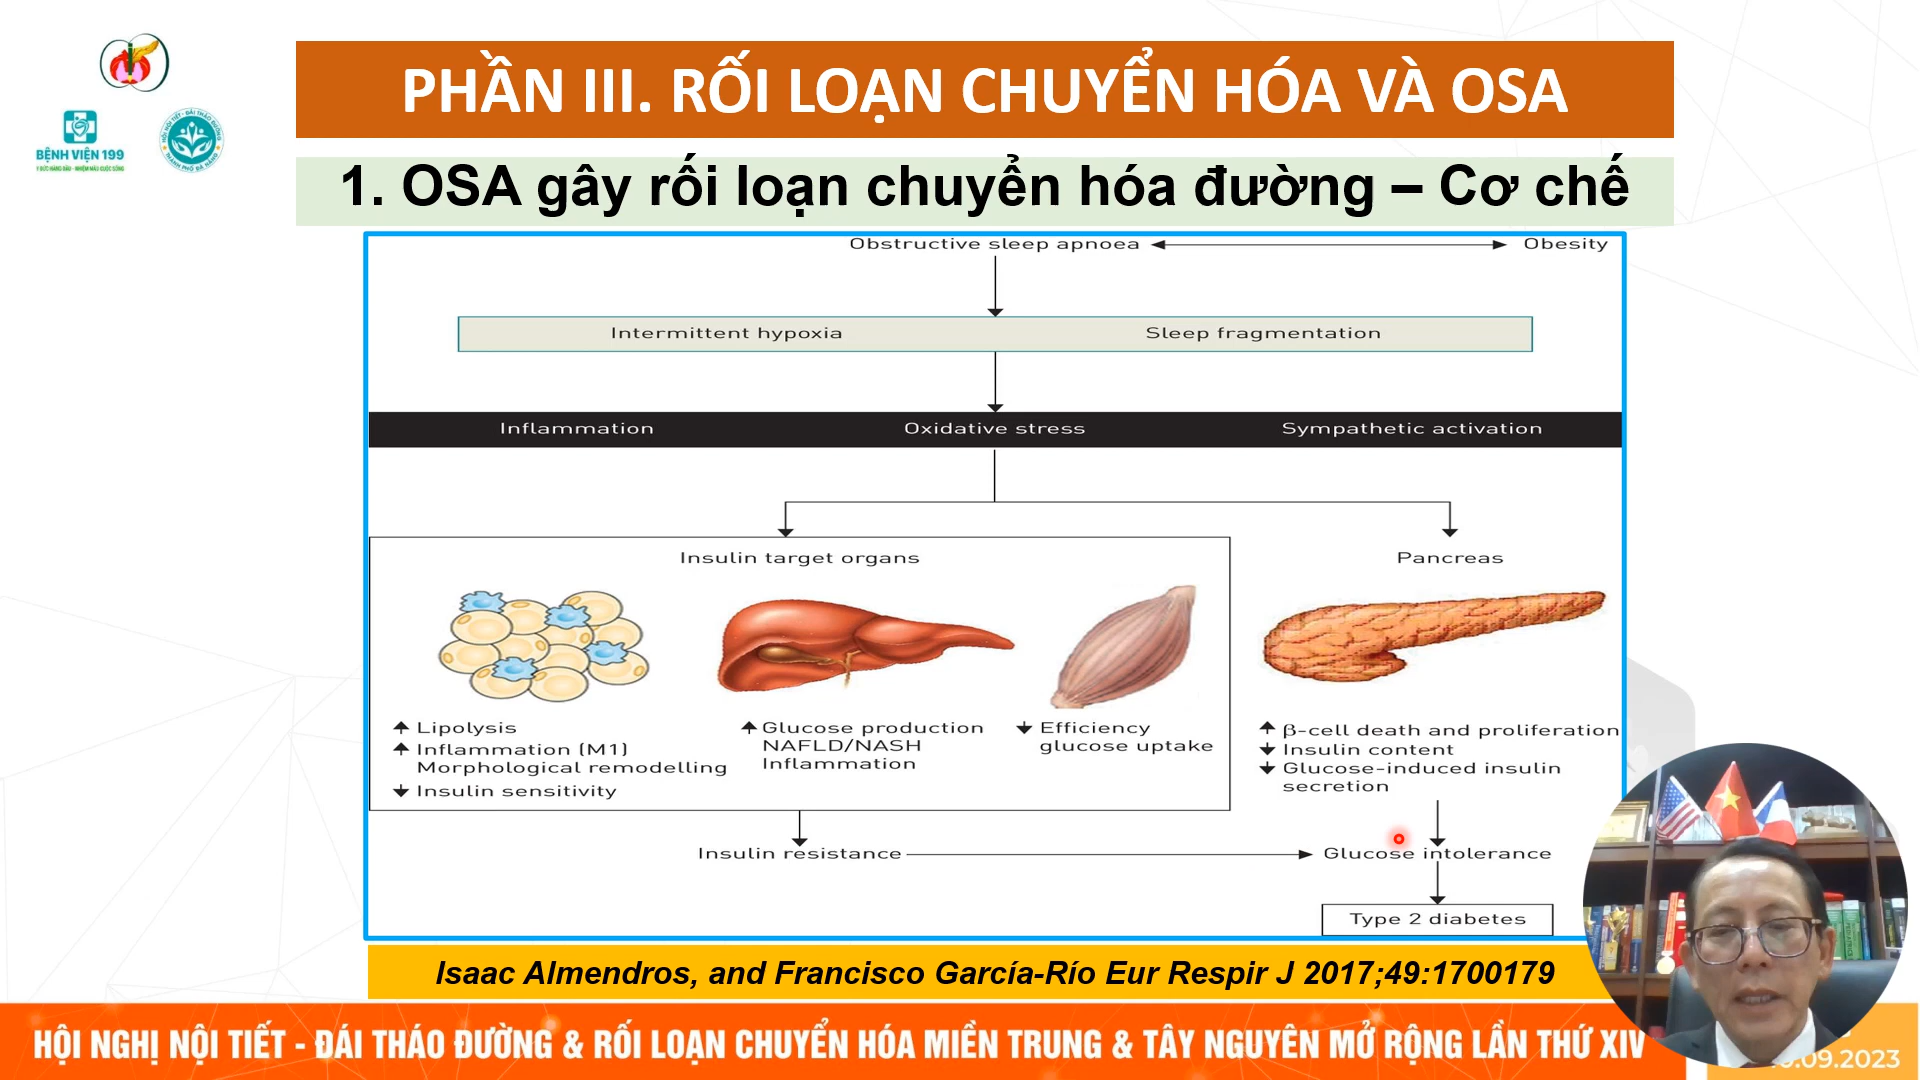 PHẦN III. RỐI LOẠN CHUYỂN HÓA VÀ OSA
BỆNH VIỆN 199
1. OSA gây rối loạn chuyển hóa đường – Cơ chế
Obstructive sleep apnoea
Obesity
Intermittent hypoxia
Sleep fragmentation
Inflammation
Oxidative stress
Sympathetic activation
Insulin target organs
Pancreas
↑ Lipolysis
↑ Inflammation (M1)
Morphological remodelling
↓ Insulin sensitivity
↑ Glucose production
NAFLD/NASH
Inflammation
↓ Efficiency
glucose uptake
↑ β-cell death and proliferation
↓ Insulin content
↓ Glucose-induced insulin
secretion
Insulin resistance
Glucose intolerance
Type 2 diabetes
Isaac Almendros, and Francisco García-Río Eur Respir J 2017;49:1700179
HỘI NGHỊ NỘI TIẾT - ĐÁI THÁO ĐƯỜNG & RỐI LOẠN CHUYỂN HÓA MIỀN TRUNG & TÂY NGUYÊN MỞ RỘNG LẦN THỨ XIV
.09.2023